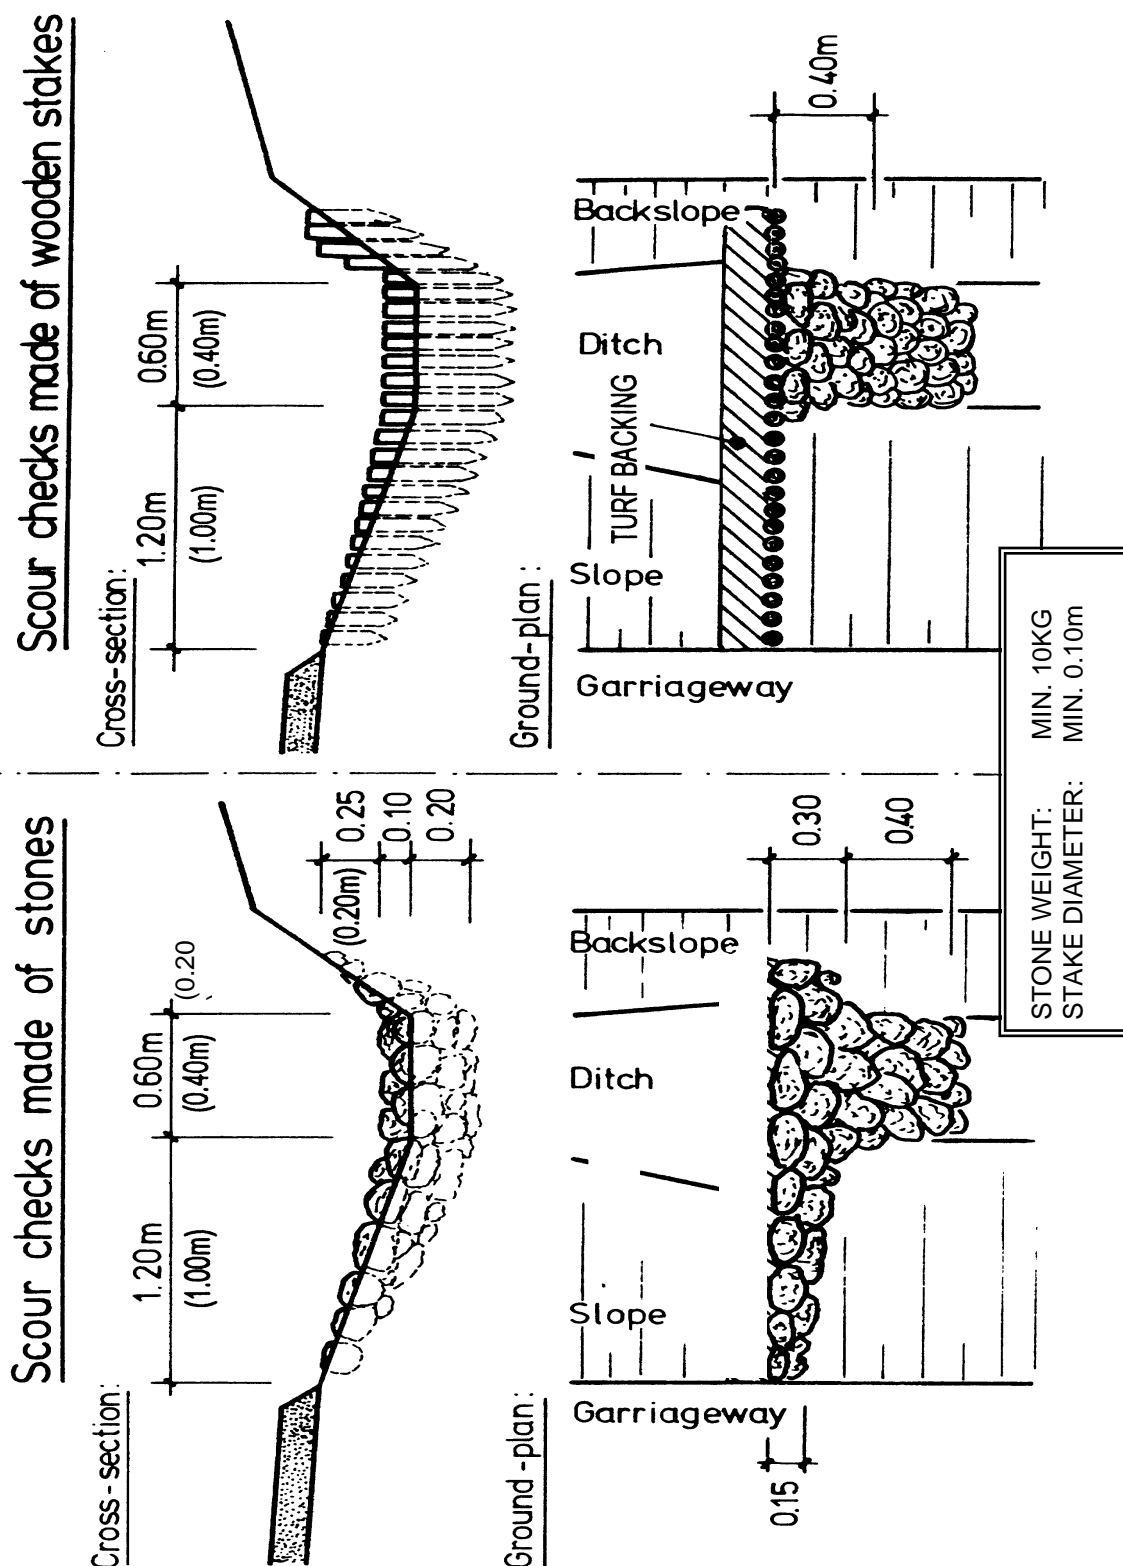 Scour checks made of stones
Cross-section:
1.20m
(1.00m)
0.60m
(0.40m)
(0.20
0.25
(0.20m)
0.10
0.20
Ground-plan:
Garriageway
Slope
Ditch
Backslope
0.15
0.30
0.40
Scour checks made of wooden stakes
Cross-section:
1.20m
(1.00m)
0.60m
(0.40m)
Ground-plan:
Garriageway
Slope
TURF BACKING
Ditch
Backslope
0.40m
STONE WEIGHT: MIN. 10KG
STAKE DIAMETER: MIN. 0.10m